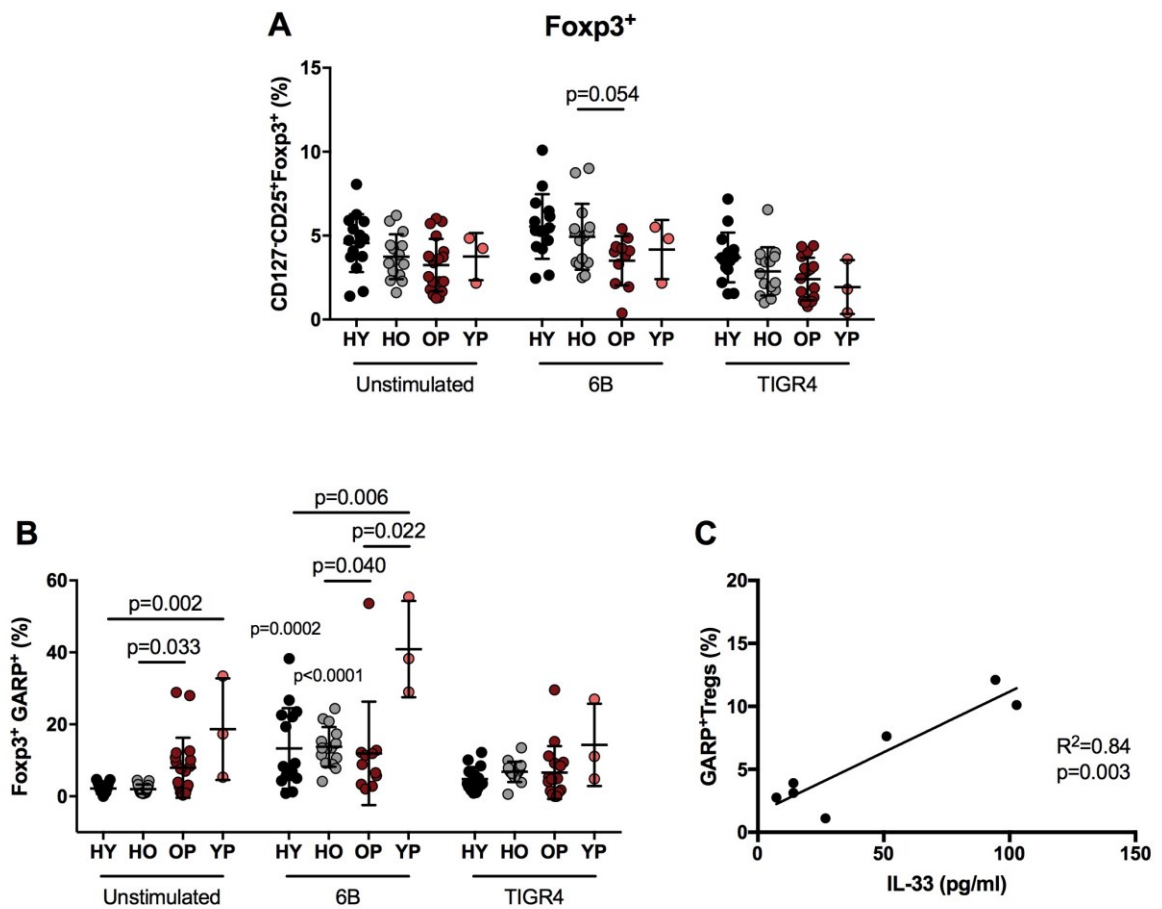 A
Foxp3⁺
CD127⁻CD25⁺Foxp3⁺ (%)
15
10
5
0
p=0.054
HY HO OP YP HY HO OP YP HY HO OP YP
Unstimulated 6B TIGR4
B
Foxp3⁺ GARP⁺ (%)
60
40
20
0
p=0.006
p=0.022
p=0.040
p=0.002
p=0.033
p=0.0002
p<0.0001
HY HO OP YP HY HO OP YP HY HO OP YP
Unstimulated 6B TIGR4
C
GARP⁺Tregs (%)
20
15
10
5
0
R²=0.84
p=0.003
0 50 100 150
IL-33 (pg/ml)